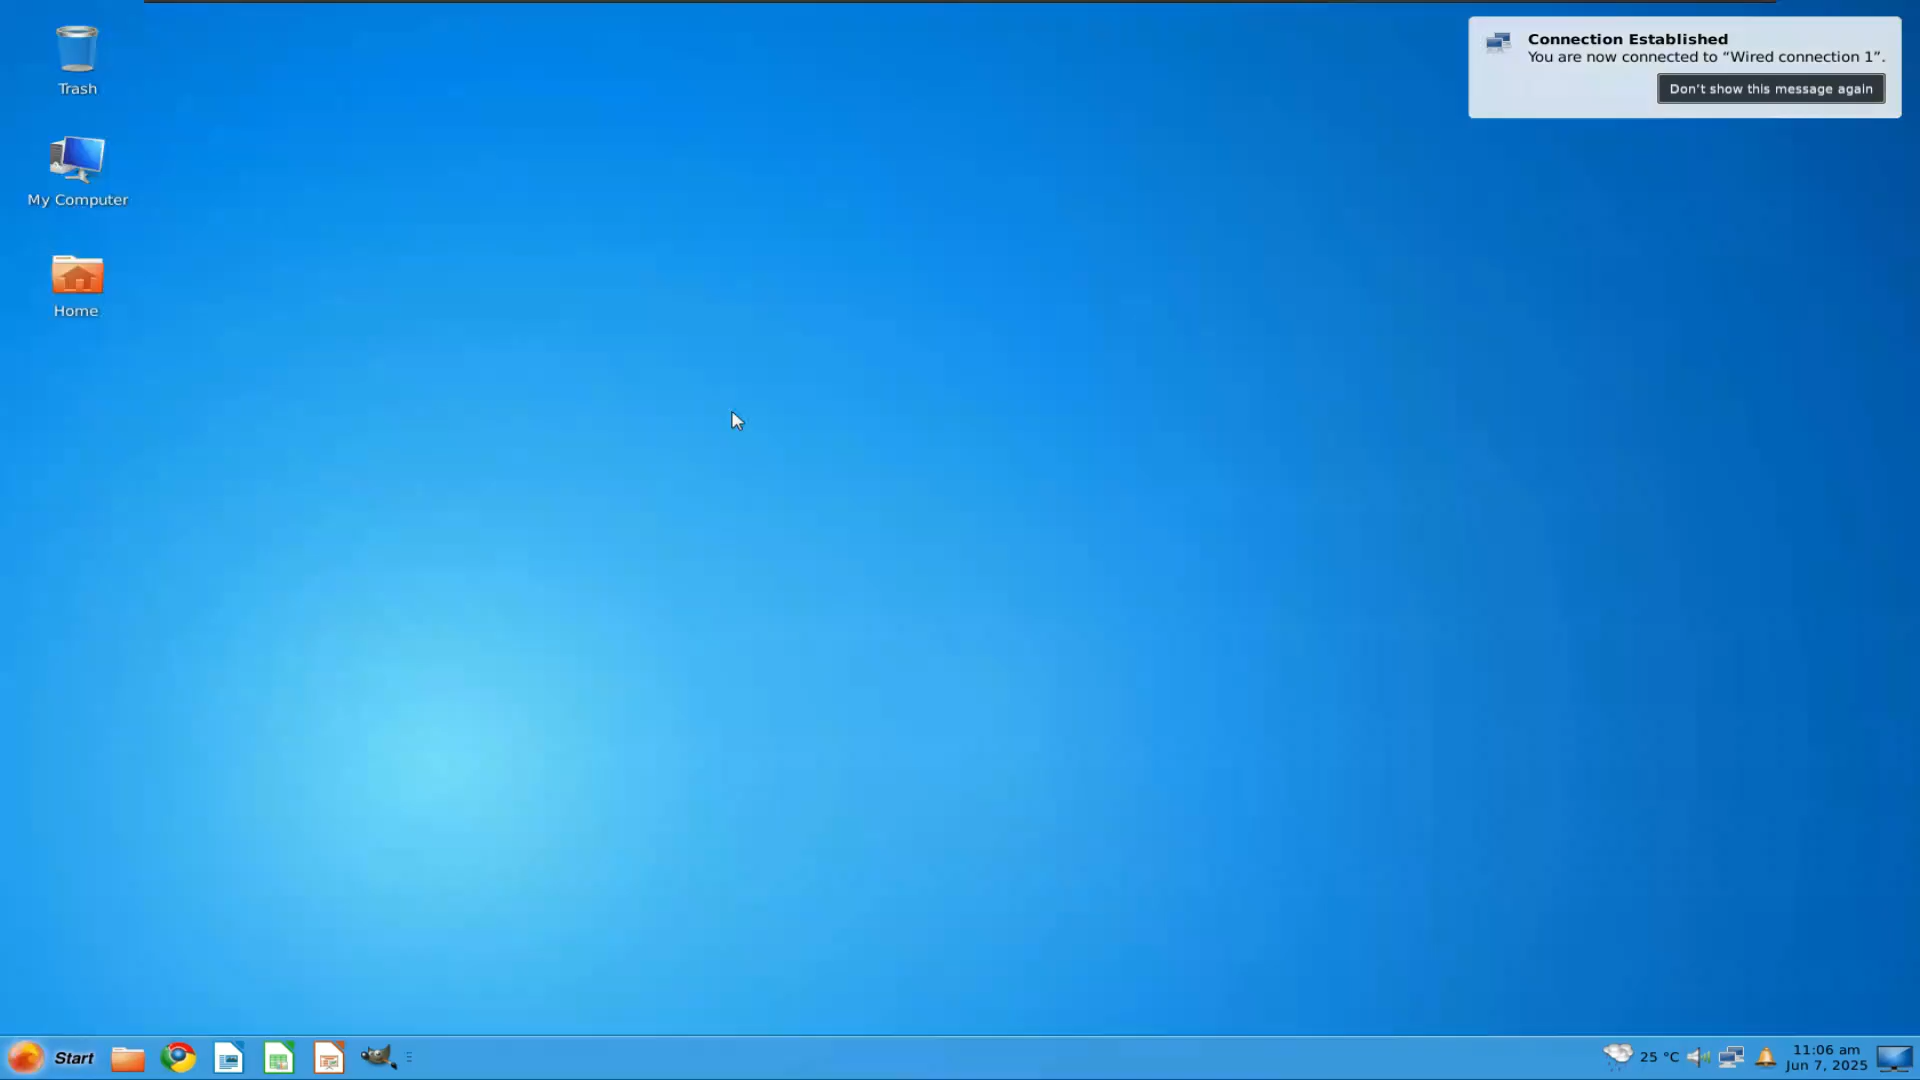 Trash
My Computer
Home
Connection Established
You are now connected to “Wired connection 1”.
Don't show this message again
Start
25 °C
11:06 am
Jun 7, 2025